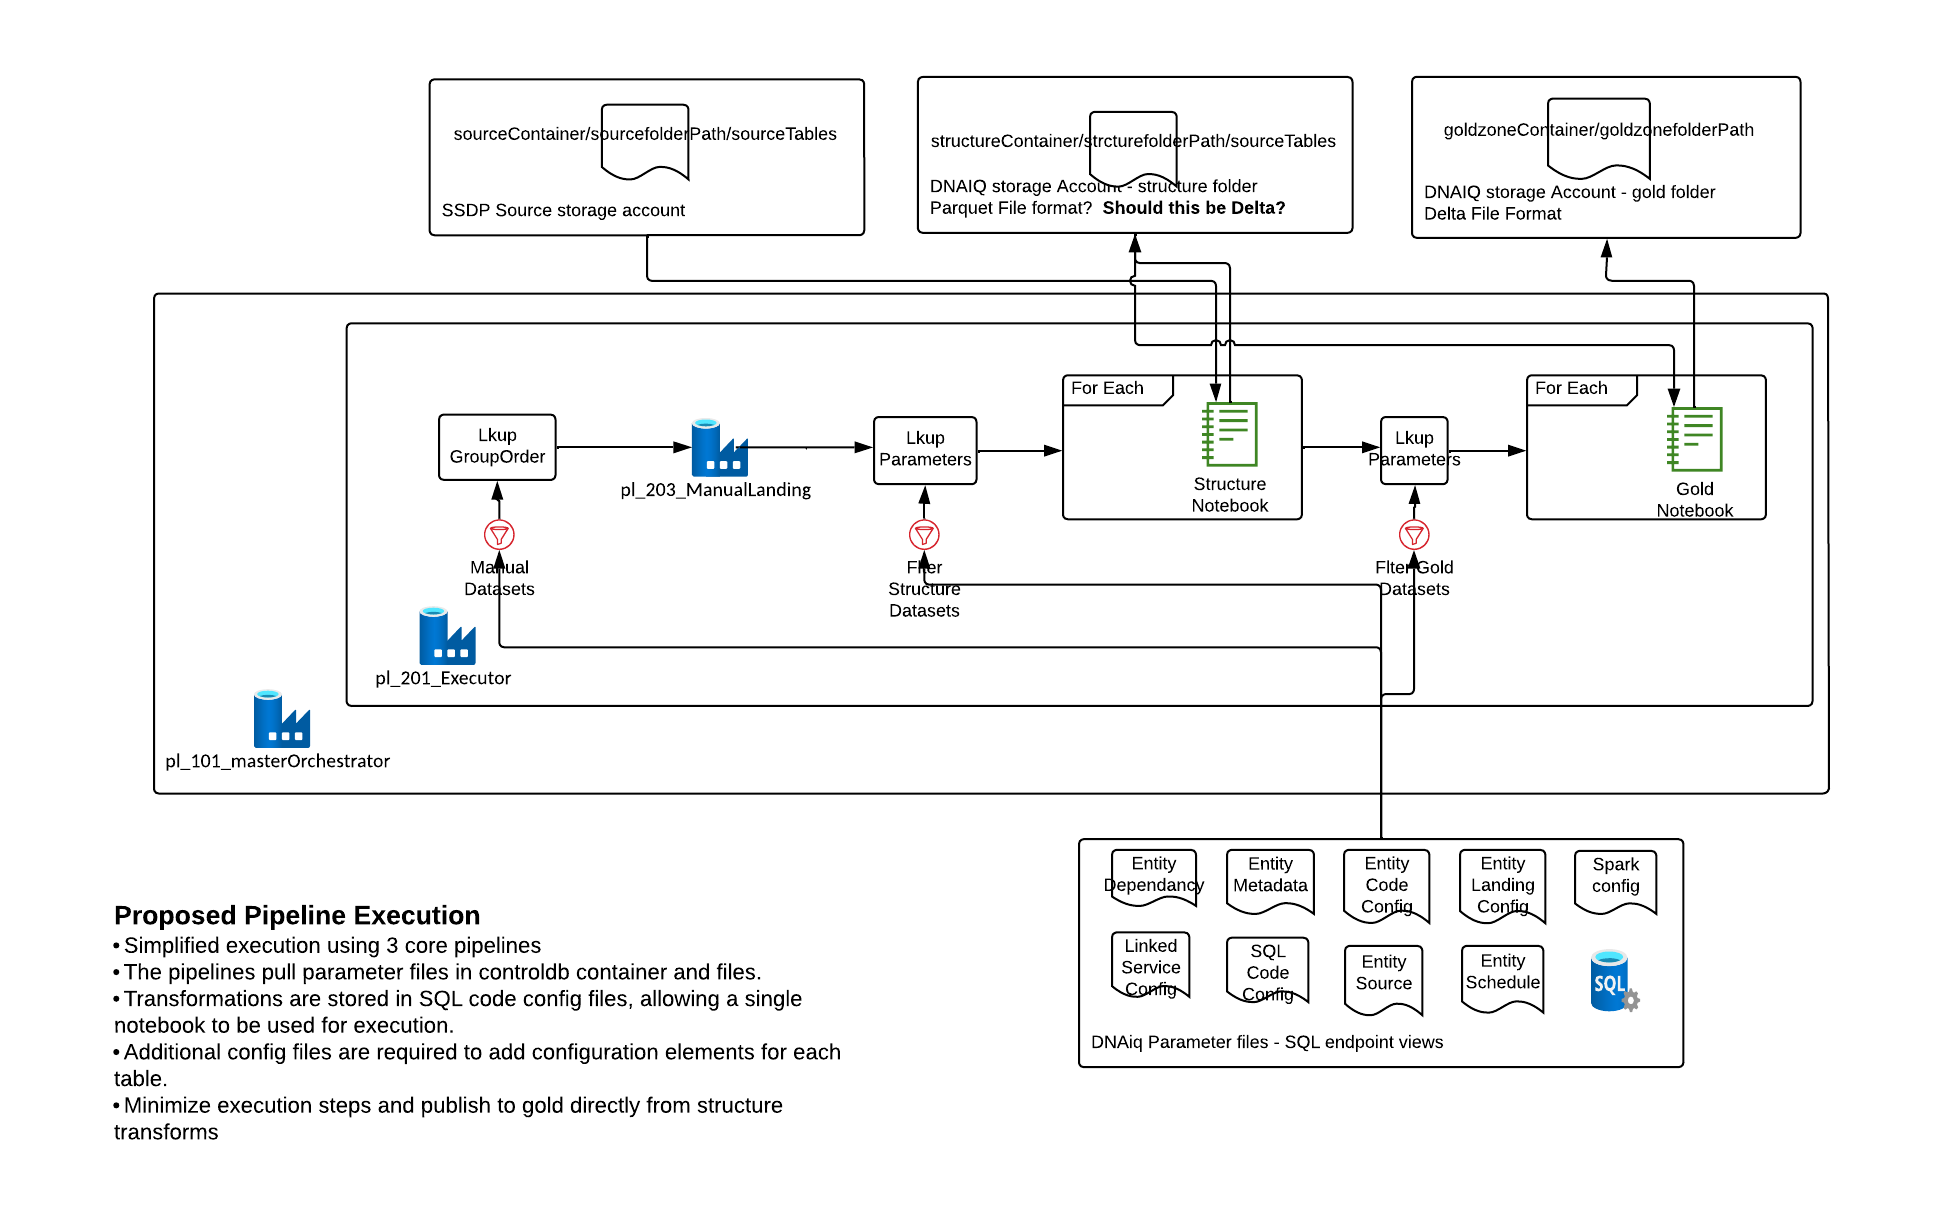 sourceContainer/sourcefolderPath/sourceTables
SSDP Source storage account
structureContainer/strcturefolderPath/sourceTables
DNAIQ storage Account - structure folder
Parquet File format?  Should this be Delta?
goldzoneContainer/goldzonefolderPath
DNAIQ storage Account - gold folder
Delta File Format
For Each
For Each
Lkup
GroupOrder
pl_203_ManualLanding
Lkup
Parameters
Structure
Notebook
Lkup
Parameters
Gold
Notebook
Manual
Datasets
Flter
Structure
Datasets
Flter Gold
Datasets
pl_201_Executor
pl_101_masterOrchestrator
Entity
Dependancy
Entity
Metadata
Entity
Code
Config
Entity
Landing
Config
Spark
config
Linked
Service
Config
SQL
Code
Config
Entity
Source
Entity
Schedule
SQL
DNAiq Parameter files - SQL endpoint views
Proposed Pipeline Execution
• Simplified execution using 3 core pipelines
• The pipelines pull parameter files in controldb container and files.
• Transformations are stored in SQL code config files, allowing a single
notebook to be used for execution.
• Additional config files are required to add configuration elements for each
table.
• Minimize execution steps and publish to gold directly from structure
transforms